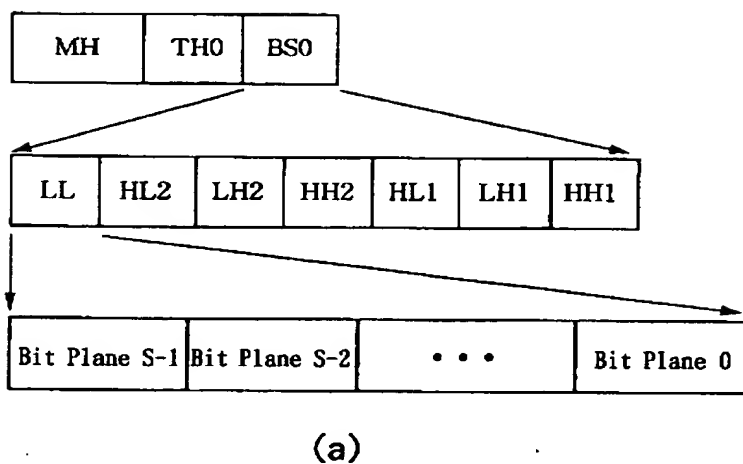 MH TH0 BS0
LL HL2 LH2 HH2 HL1 LH1 HH1
Bit Plane S-1 Bit Plane S-2 • • • Bit Plane 0
(a)